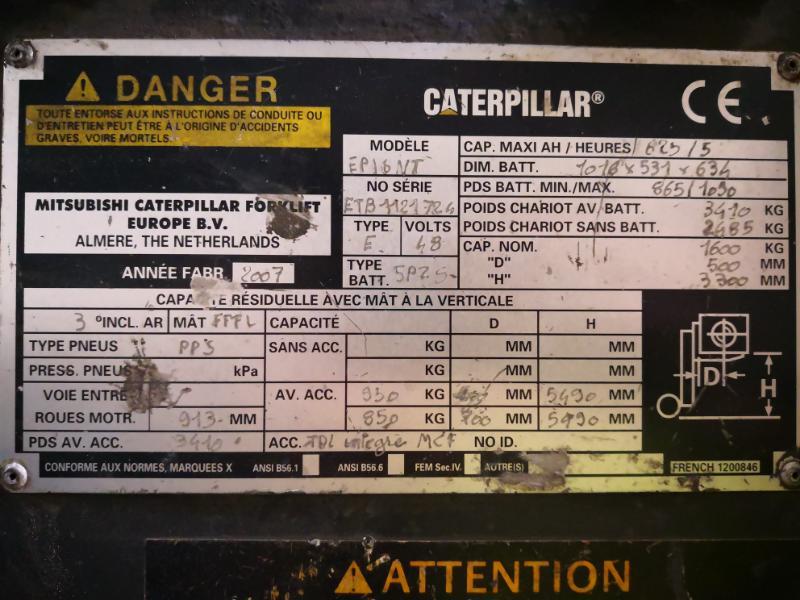 DANGER
TOUTE ENTORSE AUX INSTRUCTIONS DE CONDUITE OU
D'ENTRETIEN PEUT ÊTRE À L'ORIGINE D'ACCIDENTS
GRAVES, VOIRE MORTELS.
CATERPILLAR®
CE
MITSUBISHI CATERPILLAR FORKLIFT
EUROPE B.V.
ALMERE, THE NETHERLANDS
ANNÉE FABR. 2007
MODÈLE
EP16NT
NO SÉRIE
TYPE VOLTS
E 48
TYPE
BATT.
CAP. MAXI AH / HEURES 625/5
DIM. BATT. 531 x 634
PDS BATT. MIN./MAX. 865/1030
POIDS CHARIOT AV. BATT. 3410 KG
POIDS CHARIOT SANS BATT. 2485 KG
CAP. NOM. 1600 KG
"D" 500 MM
"H" 3300 MM
RÉSIDUELLE AVEC MÂT À LA VERTICALE
3 °INCL. AR MÂT CAPACITÉ D H
TYPE PNEUS PPS SANS ACC. KG MM MM
PRESS. PNEUS kPa KG MM MM
VOIE ENTRE AV. ACC. 950 KG MM 5490 MM
ROUES MOTR. 913 MM 850 KG 700 MM 5490 MM
PDS AV. ACC. 3410 ACC. TDL intégré NO ID.
CONFORME AUX NORMES, MARQUEES X ANSI B56.1 ANSI B56.6 FEM Sec.IV. AUTRE(S) FRENCH 1200846
D
H
ATTENTION